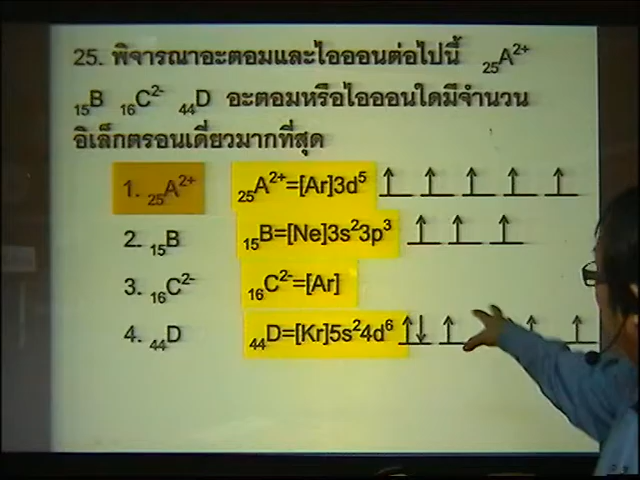 25. พิจารณาอะตอมและไอออนต่อไปนี้ ₂₅A²⁺
₁₅B ₁₆C²⁻ ₄₄D อะตอมหรือไอออนใดมีจำนวน
อิเล็กตรอนเดี่ยวมากที่สุด
1. ₂₅A²⁺ ₂₅A²⁺=[Ar]3d⁵
2. ₁₅B ₁₅B=[Ne]3s²3p³
3. ₁₆C²⁻ ₁₆C²⁻=[Ar]
4. ₄₄D ₄₄D=[Kr]5s²4d⁶